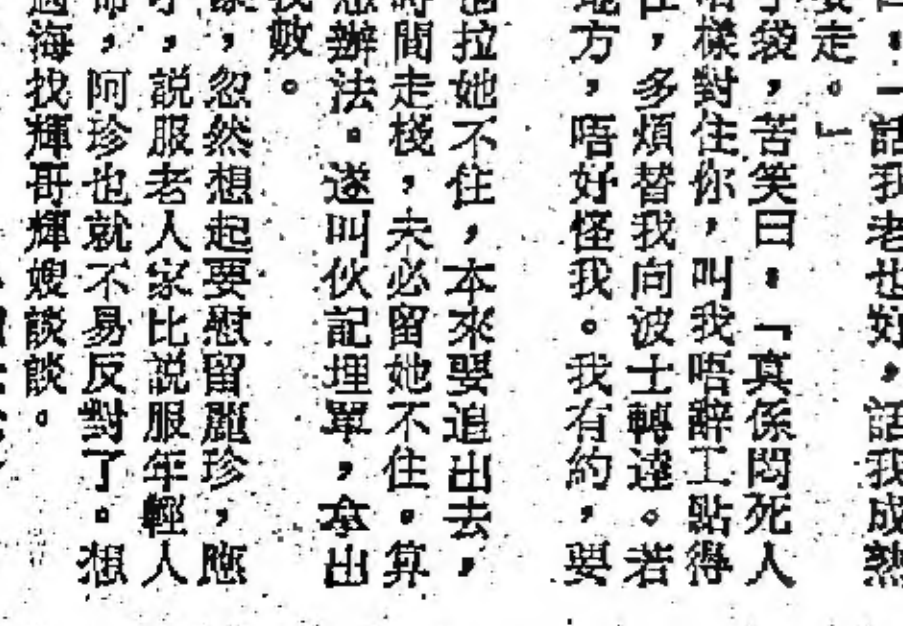 曰:一話我老也好,話我成熟
要走。」
手袋,苦笑曰:「真係悶死人
樣對住你,叫我唔辭工點得
住,多煩替我向波士轉達。若
地方,唔好怪我。我有約,要
拉她不住,本來要追出去,
時間走棧,未必留她不住。算
辦法。遂叫伙記埋單,拿出
我數。
,忽然想起要慰留麗珍,應
,說服老人家比說服年輕人
命,阿珍也就不易反對了。想
過海找輝哥輝嫂談談。